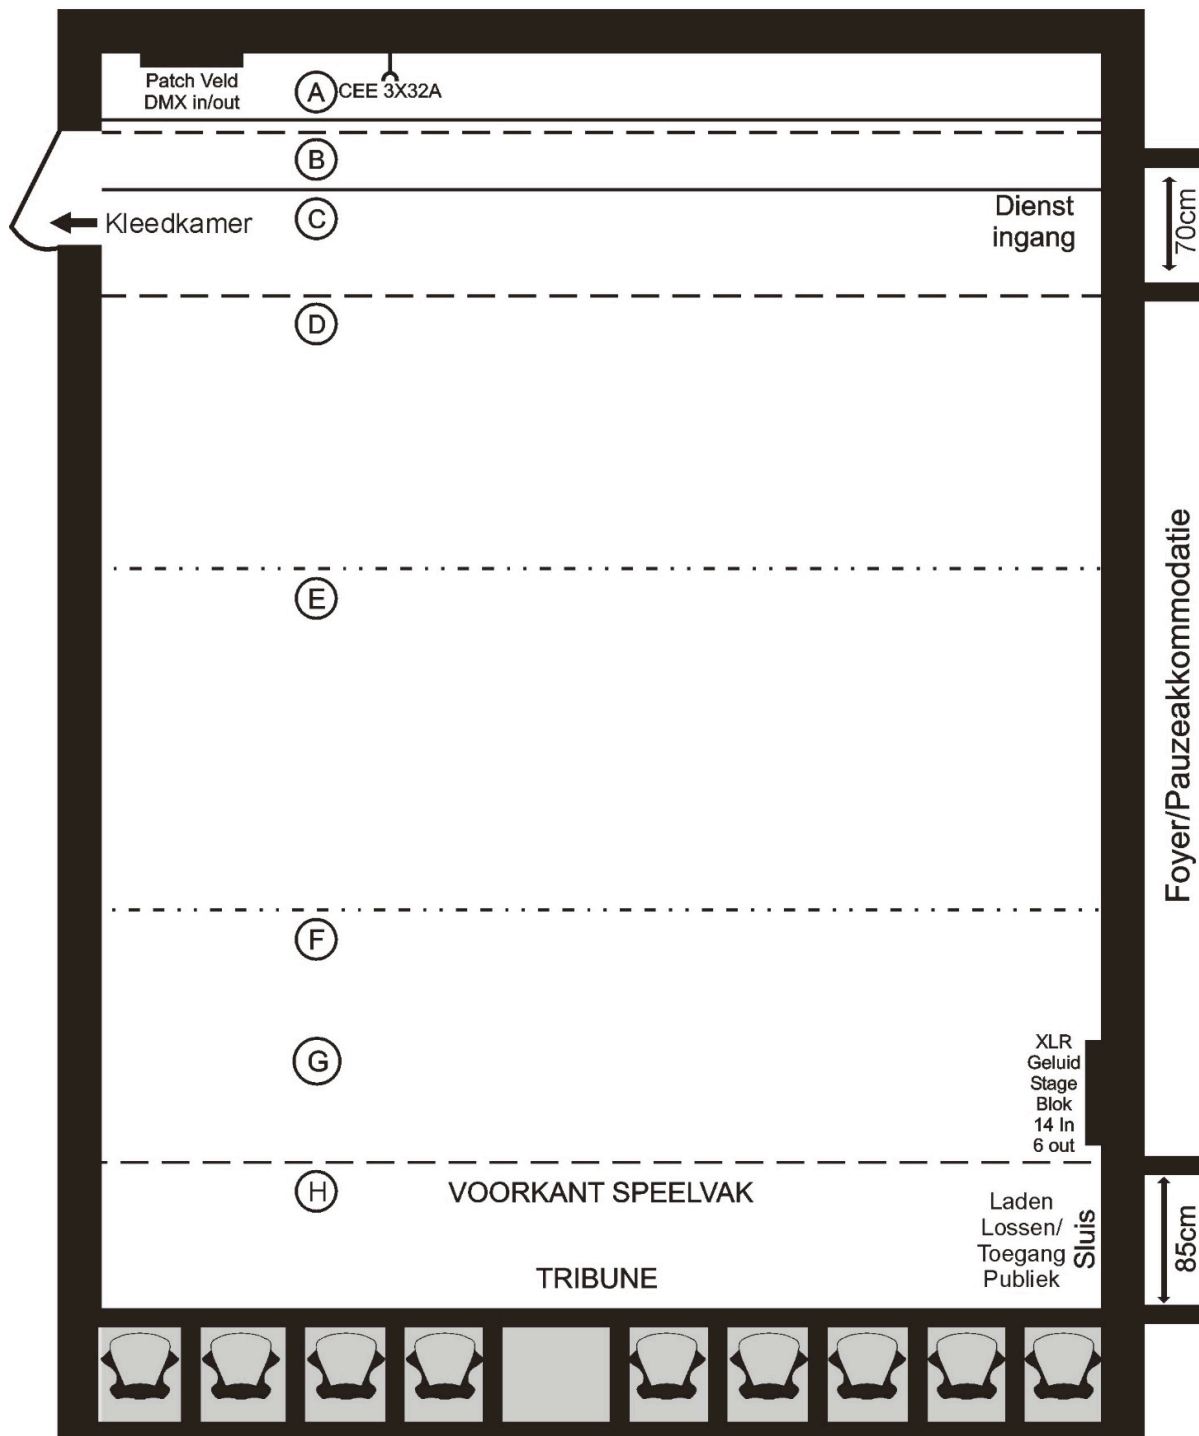 Patch Veld
DMX in/out
A
CEE 3X32A
B
C
Kleedkamer
Dienst
ingang
70cm
D
E
Foyer/Pauzeakkommodatie
F
G
XLR
Geluid
Stage
Blok
14 In
6 out
H
VOORKANT SPEELVAK
Laden
Lossen/
Toegang
Publiek
Sluis
85cm
TRIBUNE